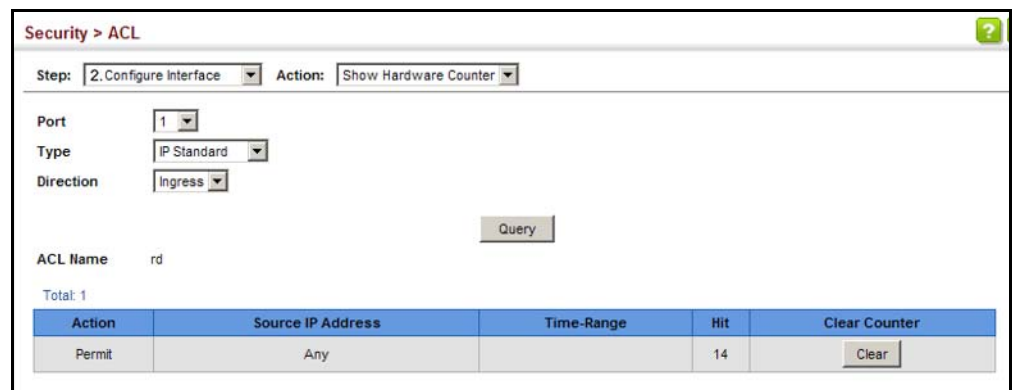 Security > ACL
?
Step: 2. Configure Interface Action: Show Hardware Counter
Port 1
Type IP Standard
Direction Ingress
Query
ACL Name rd
Total: 1
Action Source IP Address Time-Range Hit Clear Counter
Permit Any 14 Clear